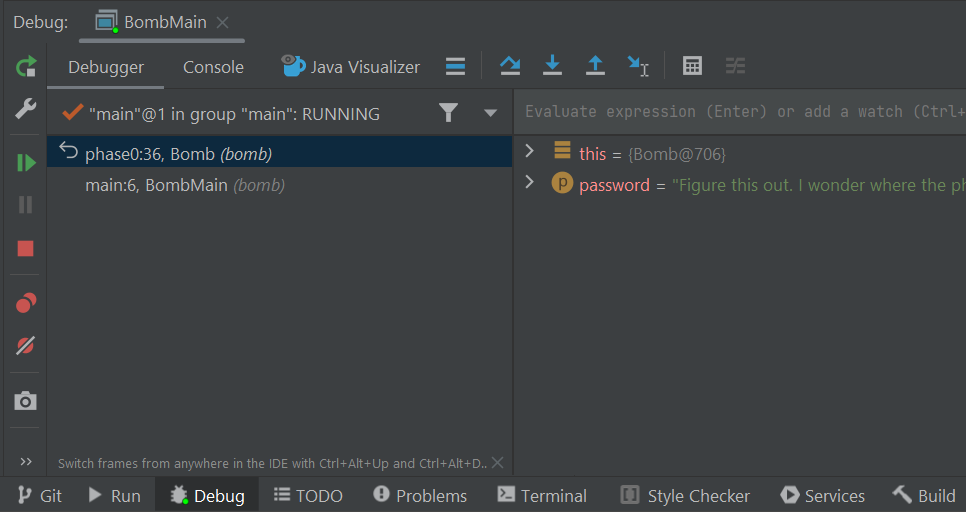 Debug: BombMain
Debugger Console Java Visualizer
"main"@1 in group "main": RUNNING
Evaluate expression (Enter) or add a watch (Ctrl+
phase0:36, Bomb (bomb)
this = {Bomb@706}
main:6, BombMain (bomb)
p password = "Figure this out. I wonder where the ph
Switch frames from anywhere in the IDE with Ctrl+Alt+Up and Ctrl+Alt+D..
Git Run Debug TODO Problems Terminal Style Checker Services Build